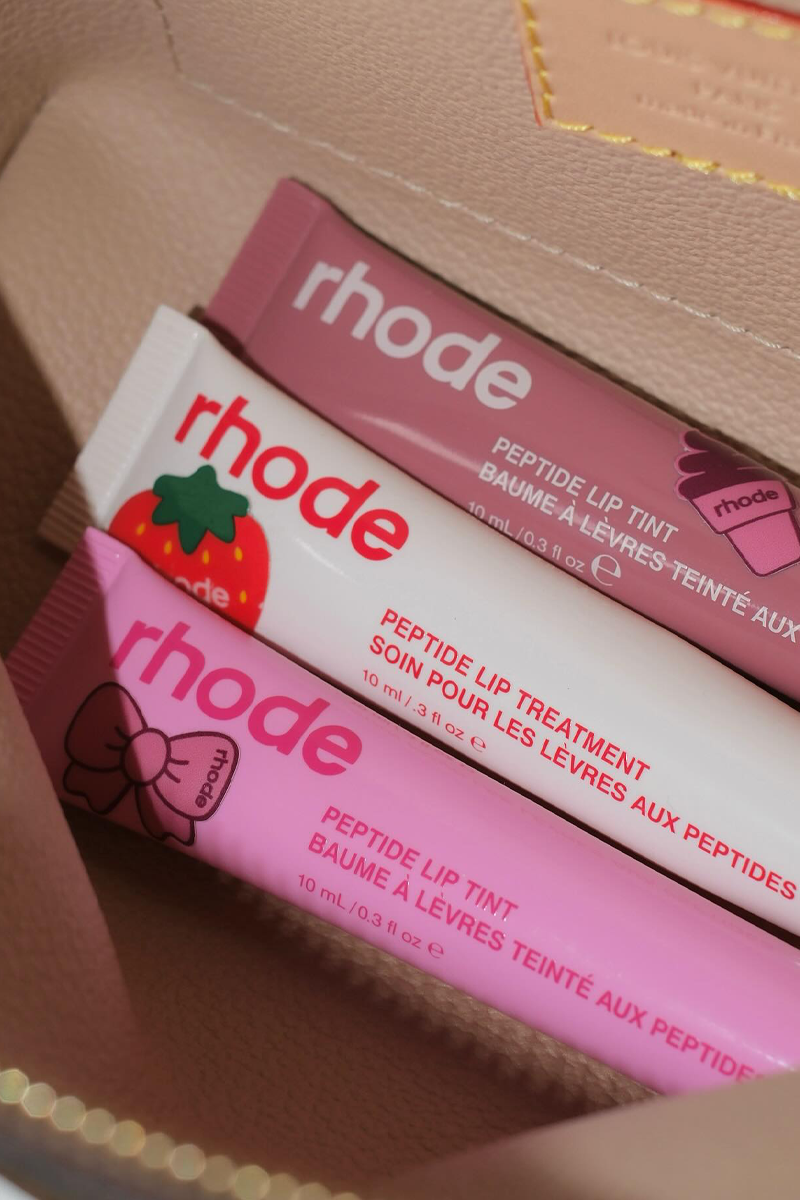 rhode
PEPTIDE LIP TINT
BAUME À LÈVRES TEINTÉ AUX
10 mL / 0.3 fl oz ℮
rhode
rhode
PEPTIDE LIP TREATMENT
SOIN POUR LES LÈVRES AUX PEPTIDES
10 ml / .3 fl oz ℮
rhode
PEPTIDE LIP TINT
BAUME À LÈVRES TEINTÉ AUX PEPTIDES
10 mL / 0.3 fl oz ℮
rhode